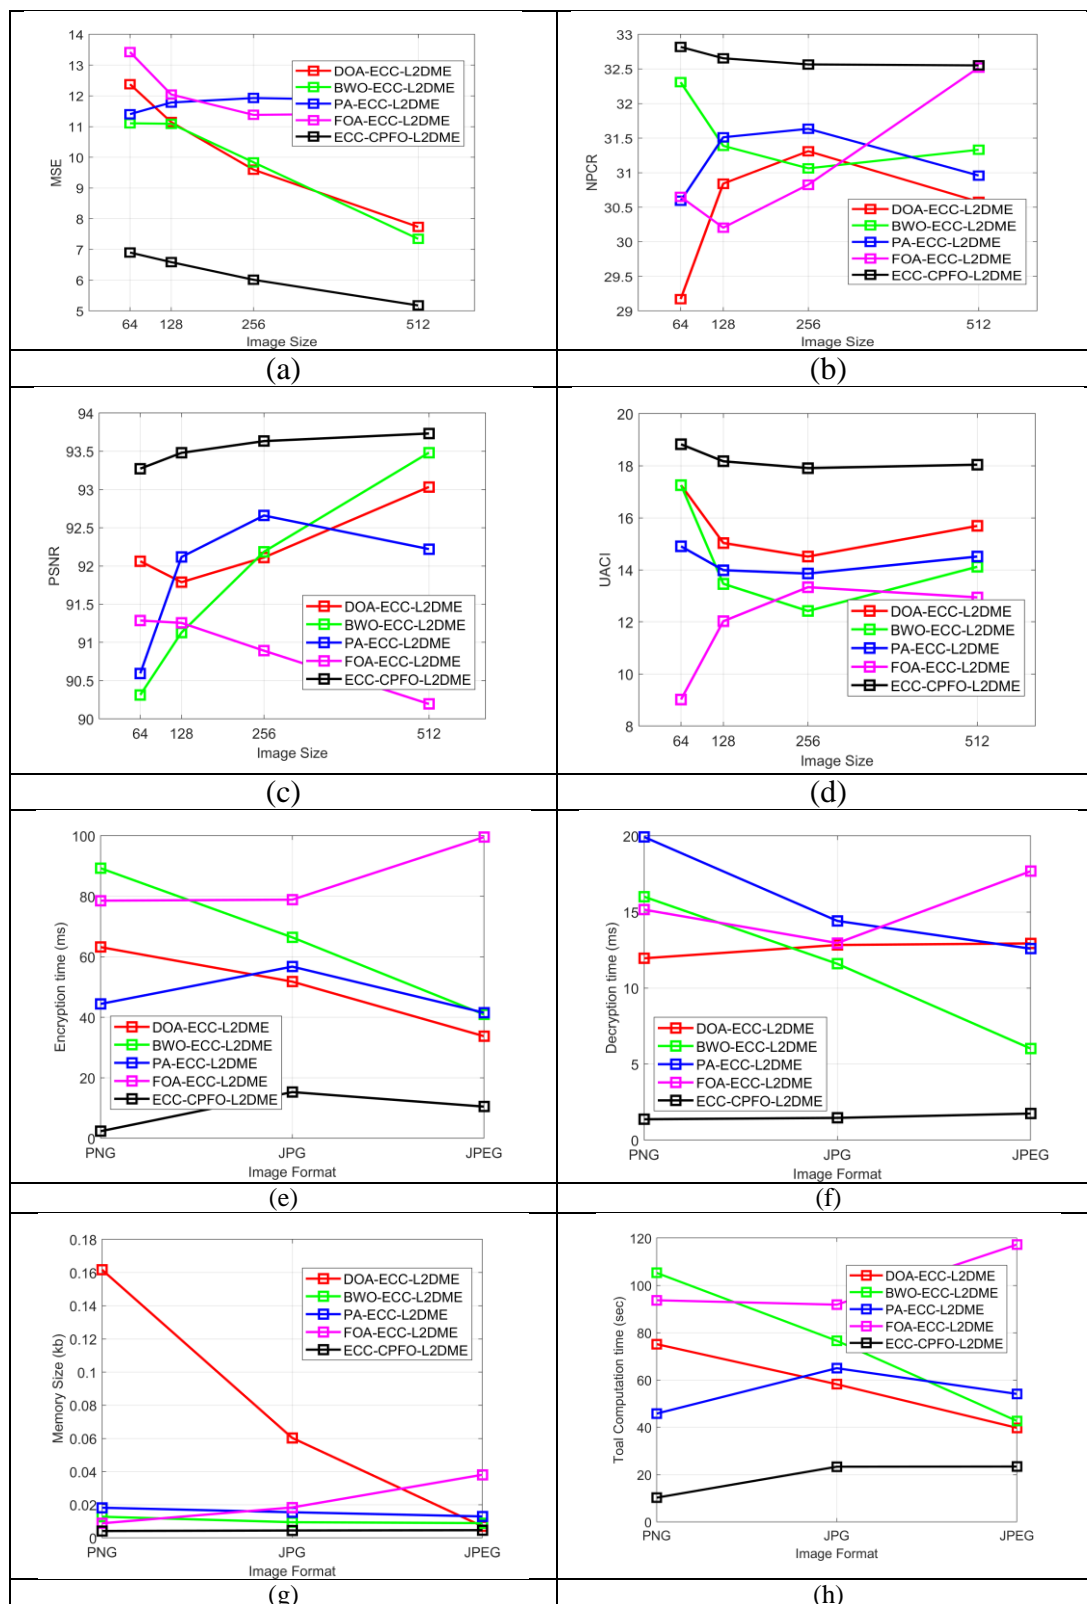 14
13
12
11
10
9
8
7
6
5
MSE
64 128 256 512
Image Size
DOA-ECC-L2DME
BWO-ECC-L2DME
PA-ECC-L2DME
FOA-ECC-L2DME
ECC-CPFO-L2DME
(a)
33
32.5
32
31.5
31
30.5
30
29.5
29
NPCR
64 128 256 512
Image Size
DOA-ECC-L2DME
BWO-ECC-L2DME
PA-ECC-L2DME
FOA-ECC-L2DME
ECC-CPFO-L2DME
(b)
94
93.5
93
92.5
92
91.5
91
90.5
90
PSNR
64 128 256 512
Image Size
DOA-ECC-L2DME
BWO-ECC-L2DME
PA-ECC-L2DME
FOA-ECC-L2DME
ECC-CPFO-L2DME
(c)
20
18
16
14
12
10
8
UACI
64 128 256 512
Image Size
DOA-ECC-L2DME
BWO-ECC-L2DME
PA-ECC-L2DME
FOA-ECC-L2DME
ECC-CPFO-L2DME
(d)
100
80
60
40
20
0
Encryption time (ms)
PNG JPG JPEG
Image Format
DOA-ECC-L2DME
BWO-ECC-L2DME
PA-ECC-L2DME
FOA-ECC-L2DME
ECC-CPFO-L2DME
(e)
20
15
10
5
0
Decryption time (ms)
PNG JPG JPEG
Image Format
DOA-ECC-L2DME
BWO-ECC-L2DME
PA-ECC-L2DME
FOA-ECC-L2DME
ECC-CPFO-L2DME
(f)
0.18
0.16
0.14
0.12
0.1
0.08
0.06
0.04
0.02
0
Memory Size (kb)
PNG JPG JPEG
Image Format
DOA-ECC-L2DME
BWO-ECC-L2DME
PA-ECC-L2DME
FOA-ECC-L2DME
ECC-CPFO-L2DME
(g)
120
100
80
60
40
20
0
Toal Computation time (sec)
PNG JPG JPEG
Image Format
DOA-ECC-L2DME
BWO-ECC-L2DME
PA-ECC-L2DME
FOA-ECC-L2DME
ECC-CPFO-L2DME
(h)